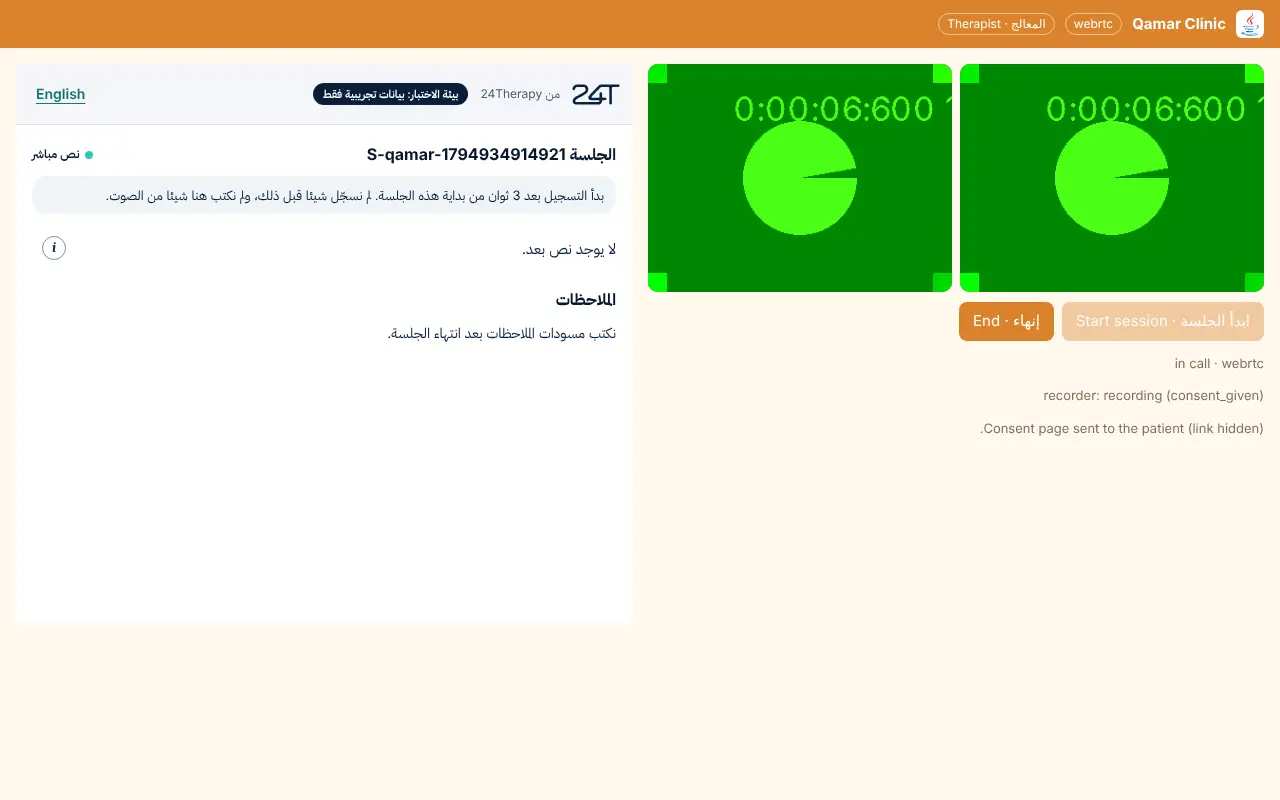 Qamar Clinic
webrtc
Therapist · المعالج
24T
من 24Therapy
بيئة الاختبار: بيانات تجريبية فقط
English
الجلسة S-qamar-1794934914921
نص مباشر
بدأ التسجيل بعد 3 ثوان من بداية هذه الجلسة. لم نسجّل شيئا قبل ذلك، ولم نكتب هنا شيئا من الصوت.
لا يوجد نص بعد.
i
الملاحظات
نكتب مسودات الملاحظات بعد انتهاء الجلسة.
0:00:06:600
0:00:06:600
ابدأ الجلسة · Start session
إنهاء · End
in call · webrtc
recorder: recording (consent_given)
Consent page sent to the patient (link hidden).